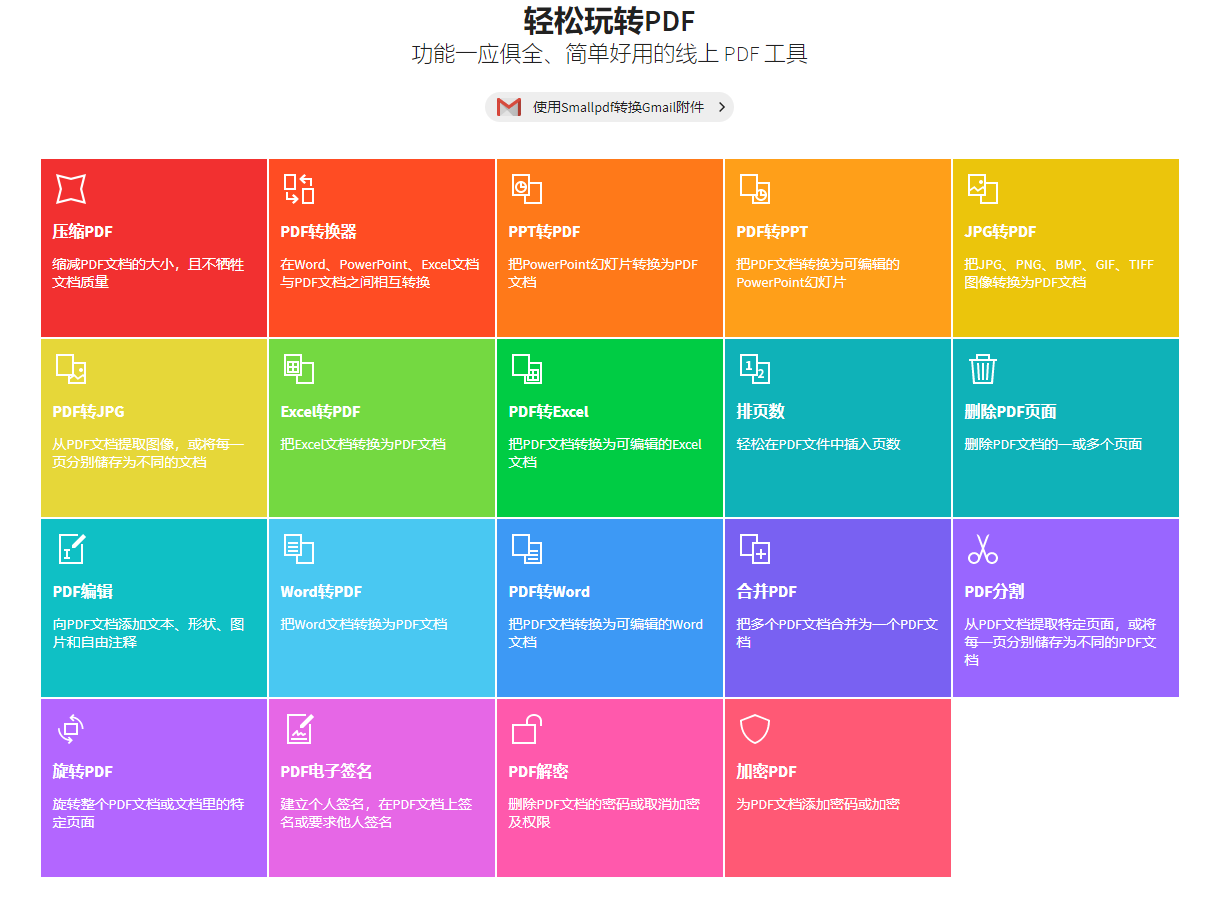 轻松玩转PDF
功能一应俱全、简单好用的线上 PDF 工具
使用Smallpdf转换Gmail附件
压缩PDF
缩减PDF文档的大小，且不牺牲
文档质量
PDF转换器
在Word、PowerPoint、Excel文档
与PDF文档之间相互转换
PPT转PDF
把PowerPoint幻灯片转换为PDF
文档
PDF转PPT
把PDF文档转换为可编辑的
PowerPoint幻灯片
JPG转PDF
把JPG、PNG、BMP、GIF、TIFF
图像转换为PDF文档
PDF转JPG
从PDF文档提取图像，或将每一
页分别储存为不同的文档
Excel转PDF
把Excel文档转换为PDF文档
PDF转Excel
把PDF文档转换为可编辑的Excel
文档
1
2
排页数
轻松在PDF文件中插入页数
删除PDF页面
删除PDF文档的一或多个页面
PDF编辑
向PDF文档添加文本、形状、图
片和自由注释
Word转PDF
把Word文档转换为PDF文档
PDF转Word
把PDF文档转换为可编辑的Word
文档
合并PDF
把多个PDF文档合并为一个PDF文
档
PDF分割
从PDF文档提取特定页面，或将
每一页分别储存为不同的PDF文
档
旋转PDF
旋转整个PDF文档或文档里的特
定页面
PDF电子签名
建立个人签名，在PDF文档上签
名或要求他人签名
PDF解密
删除PDF文档的密码或取消加密
及权限
加密PDF
为PDF文档添加密码或加密